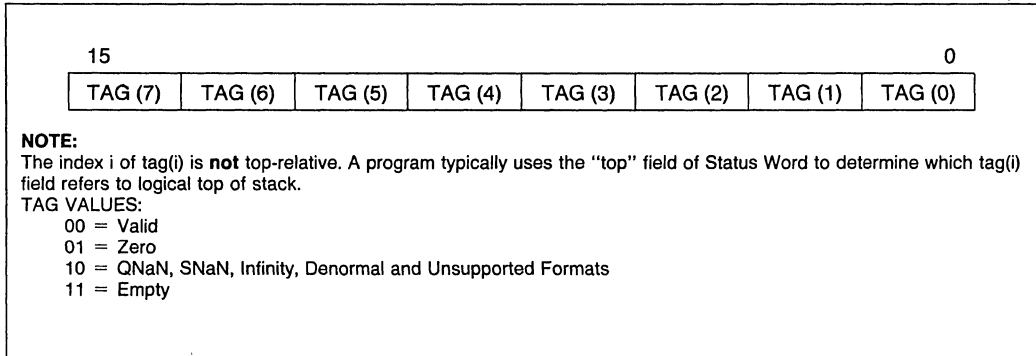 15 0
TAG (7) TAG (6) TAG (5) TAG (4) TAG (3) TAG (2) TAG (1) TAG (0)
NOTE:
The index i of tag(i) is not top-relative. A program typically uses the "top" field of Status Word to determine which tag(i)
field refers to logical top of stack.
TAG VALUES:
00 = Valid
01 = Zero
10 = QNaN, SNaN, Infinity, Denormal and Unsupported Formats
11 = Empty